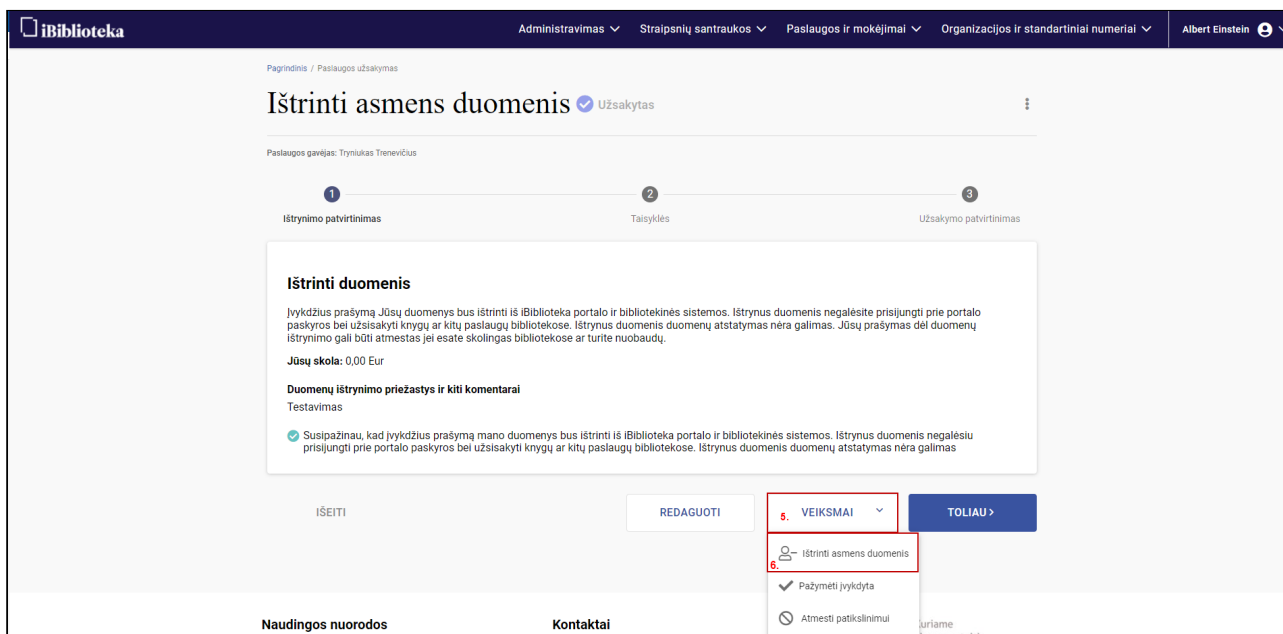 iBiblioteka
Administravimas Straipsnių santraukos Paslaugos ir mokėjimai Organizacijos ir standartiniai numeriai Albert Einstein
Pagrindinis / Paslaugos užsakymas
Ištrinti asmens duomenis Užsakytas
Paslaugos gavėjas: Tryniukas Trenevičius
1 2 3
Ištrynimo patvirtinimas Taisyklės Užsakymo patvirtinimas
Ištrinti duomenis
Įvykdžius prašymą Jūsų duomenys bus ištrinti iš iBiblioteka portalo ir bibliotekinės sistemos. Ištrynus duomenis negalėsite prisijungti prie portalo
paskyros bei užsisakyti knygų ar kitų paslaugų bibliotekose. Ištrynus duomenis duomenų atstatymas nėra galimas. Jūsų prašymas dėl duomenų
ištrynimo gali būti atmestas jei esate skolingas bibliotekose ar turite nuobaudų.
Jūsų skola: 0,00 Eur
Duomenų ištrynimo priežastys ir kiti komentarai
Testavimas
Susipažinau, kad įvykdžius prašymą mano duomenys bus ištrinti iš iBiblioteka portalo ir bibliotekinės sistemos. Ištrynus duomenis negalėsiu
prisijungti prie portalo paskyros bei užsisakyti knygų ar kitų paslaugų bibliotekose. Ištrynus duomenis duomenų atstatymas nėra galimas
IŠEITI REDAGUOTI 5. VEIKSMAI TOLIAU >
6. Ištrinti asmens duomenis
Pažymėti įvykdyta
Atmesti patikslinimui
Naudingos nuorodos Kontaktai